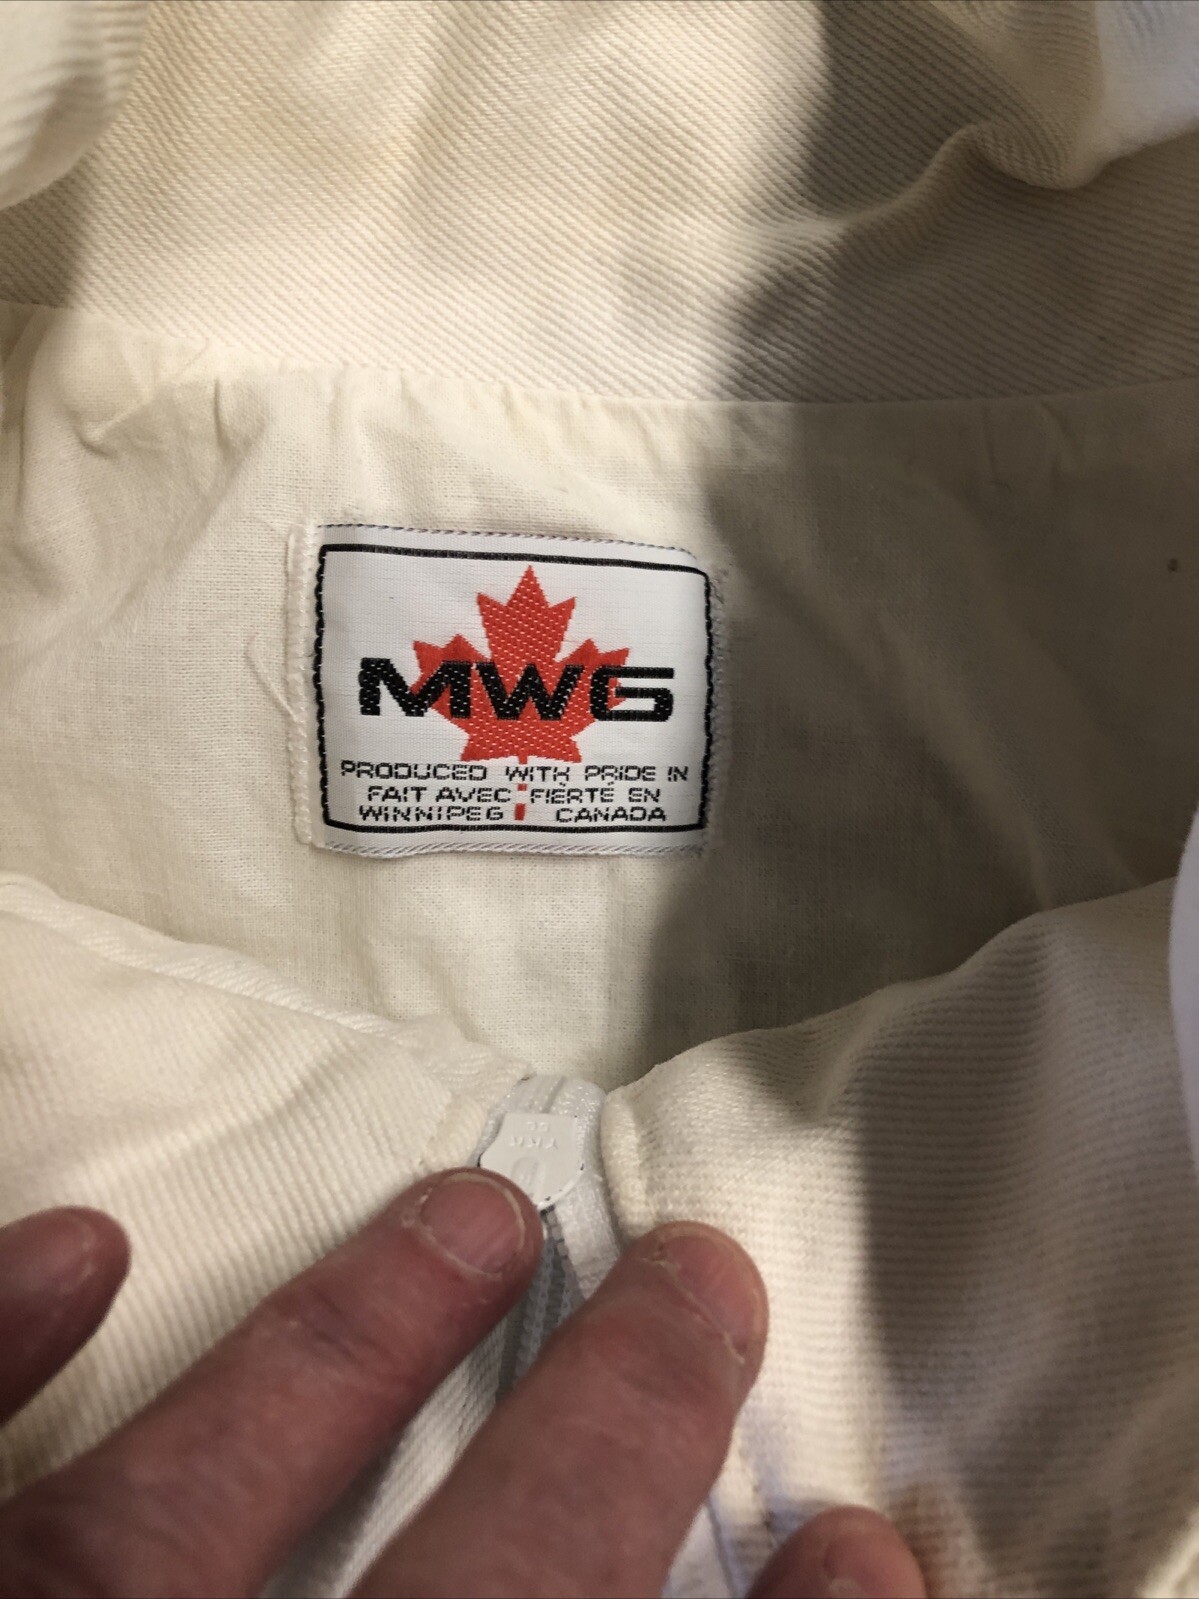 MWG
PRODUCED WITH PRIDE IN
FAIT AVEC FIERTÉ EN
WINNIPEG CANADA